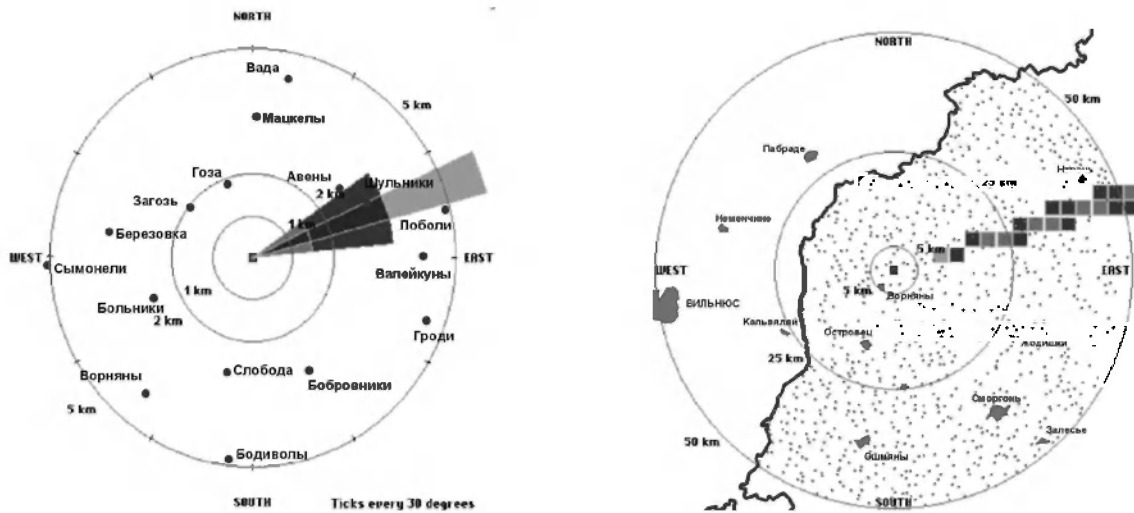 NORTH
Вада
5 km
Мацкелы
Гоза
Авены
Шульники
2 km
Загозь
1 km
Поболи
Березовка
WEST
EAST
Сымонели
Валейкуны
1 km
Больники
2 km
Гроди
Ворняны
Слобода
Бобровники
5 km
Бодиволы
SOUTH
Ticks every 30 degrees
NORTH
50 km
Пабраде
25 km
Неменчине
5 km
WEST
EAST
5 km
Ворняны
ВИЛЬНЮС
Островец
25 km
Сморгонь
Залесье
50 km
Ошмяны
SOUTH